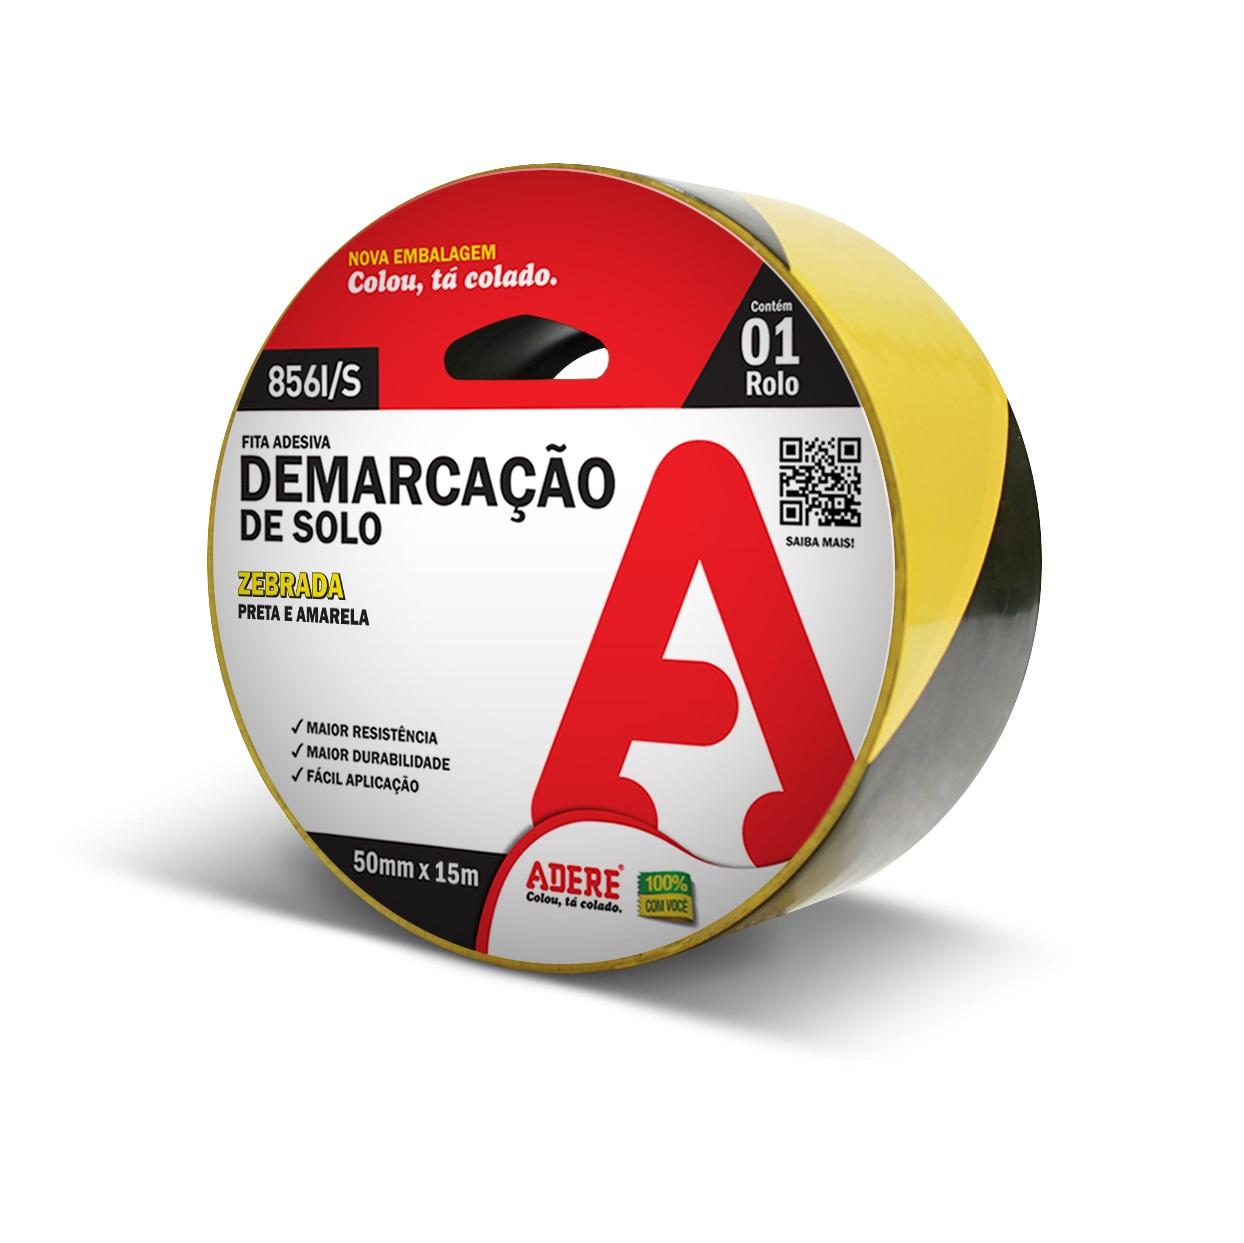 NOVA EMBALAGEM
Colou, tá colado.
Contém
01
Rolo
856I/S
FITA ADESIVA
DEMARCAÇÃO
DE SOLO
SAIBA MAIS!
ZEBRADA
PRETA E AMARELA
✓ MAIOR RESISTÊNCIA
✓ MAIOR DURABILIDADE
✓ FÁCIL APLICAÇÃO
50mm x 15m
ADERE®
Colou, tá colado.
100%
COM VOCÊ